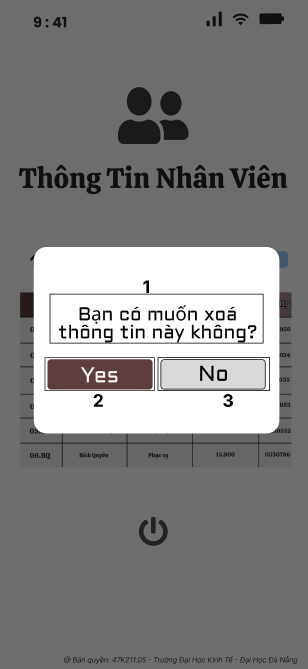 9:41
Thông Tin Nhân Viên
1
Bạn có muốn xoá
thông tin này không?
Yes
No
2
3
06.BQ Bích Quyên Phục vụ 15.000 0530786
@ Bản quyền: 47K211.05 - Trường Đại Học Kinh Tế - Đại Học Đà Nẵng